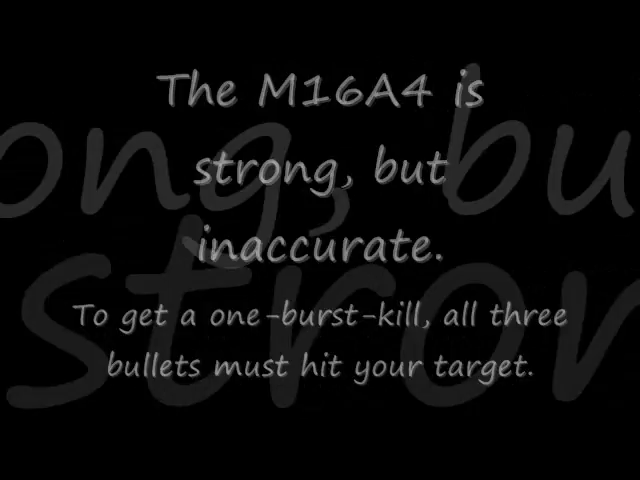 The M16A4 is
strong, but
inaccurate.
To get a one-burst-kill, all three
bullets must hit your target.